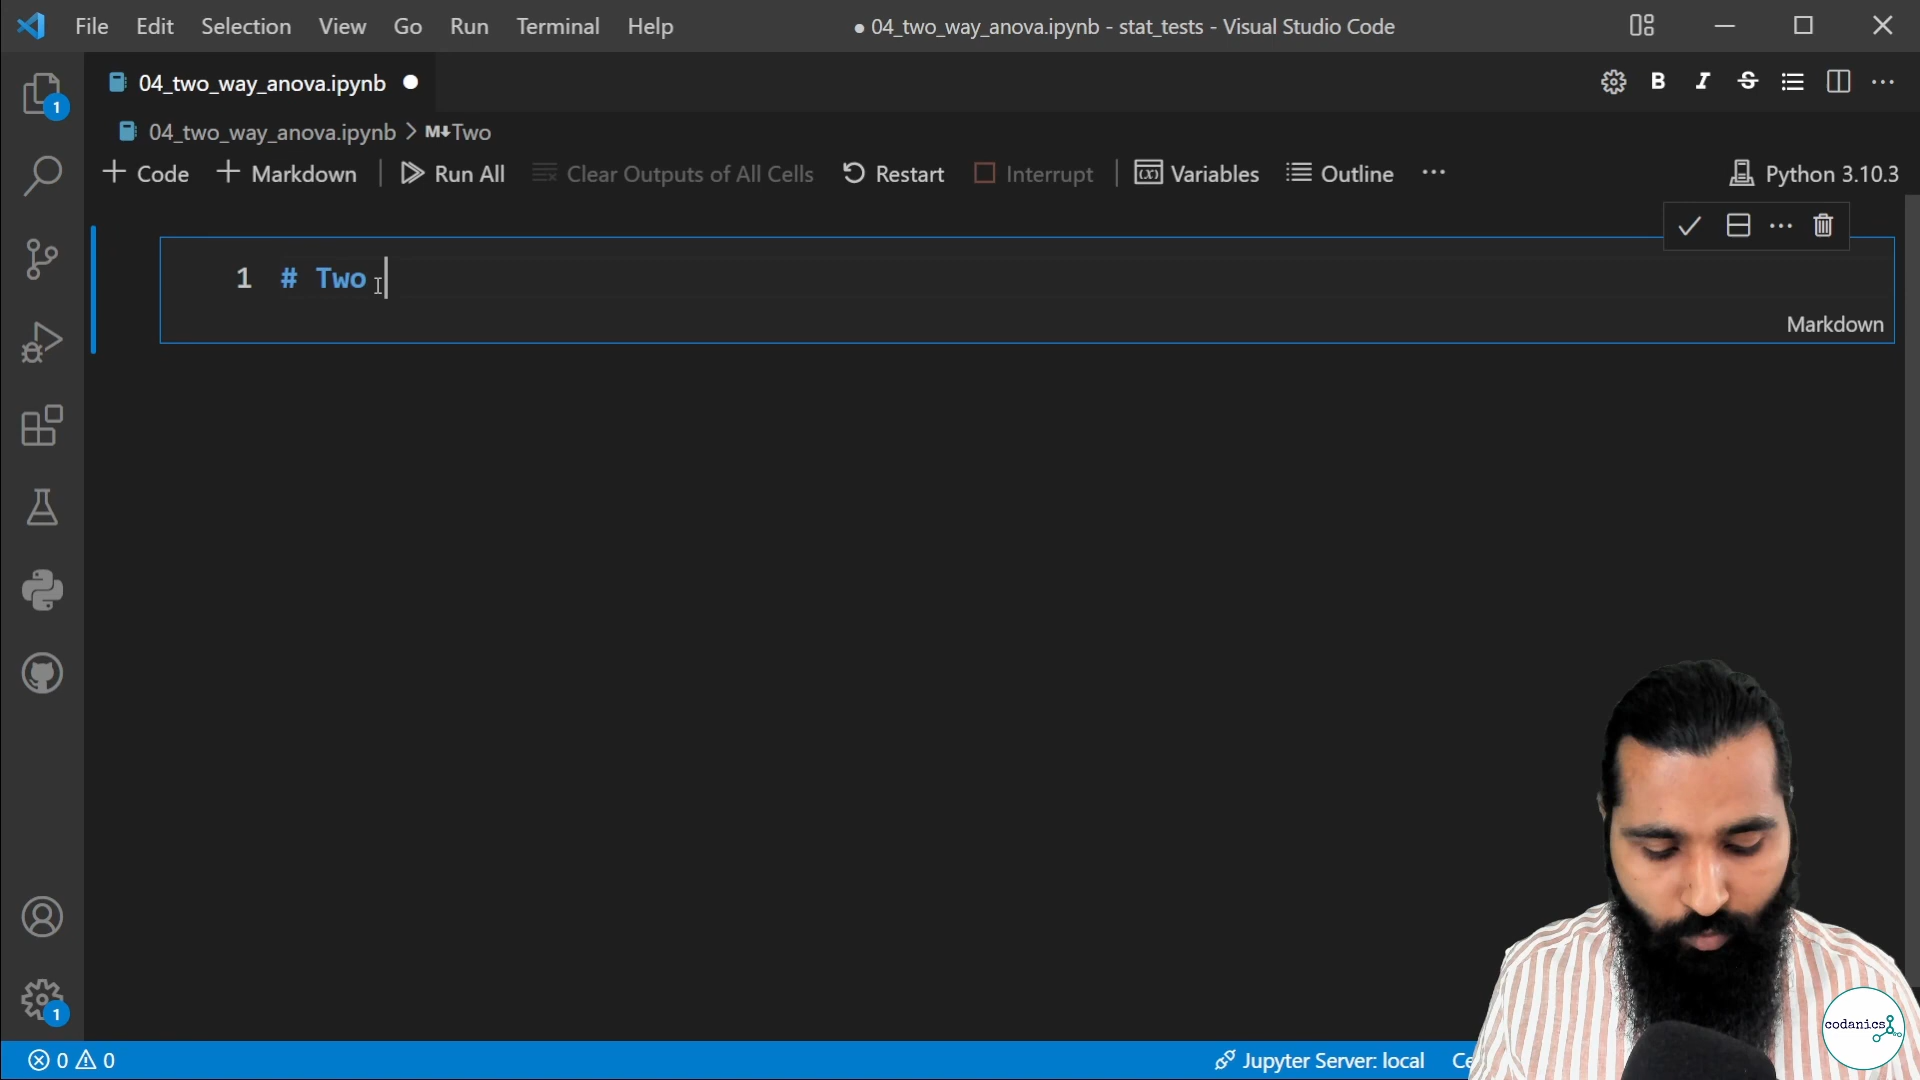 File Edit Selection View Go Run Terminal Help ● 04_two_way_anova.ipynb - stat_tests - Visual Studio Code
1 04_two_way_anova.ipynb
04_two_way_anova.ipynb > M↓Two
Code Markdown Run All Clear Outputs of All Cells Restart Interrupt Variables Outline ... Python 3.10.3
1 # Two
Markdown
codanics
1
0 0 Jupyter Server: local